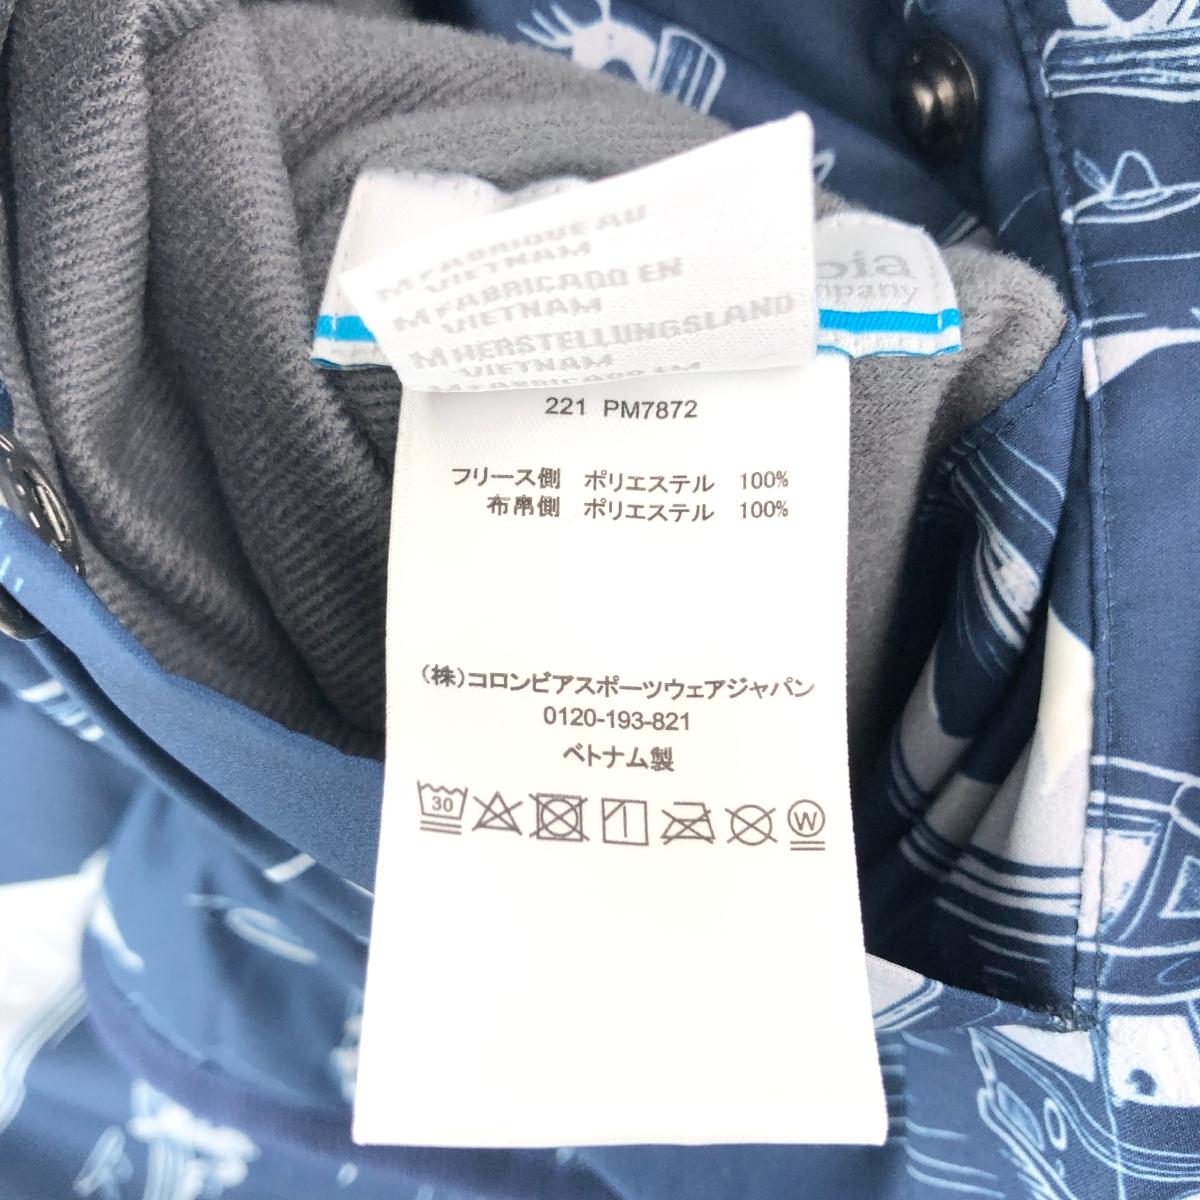 bia
mpany
M FABRIQUE AU
VIETNAM
M FABRICADO EN
VIETNAM
M HERSTELLUNGSLAND
VIETNAM
M FABRICADO EM
221 PM7872
フリース側 ポリエステル 100%
布帛側 ポリエステル 100%
(株)コロンビアスポーツウェアジャパン
0120-193-821
ベトナム製
30
W